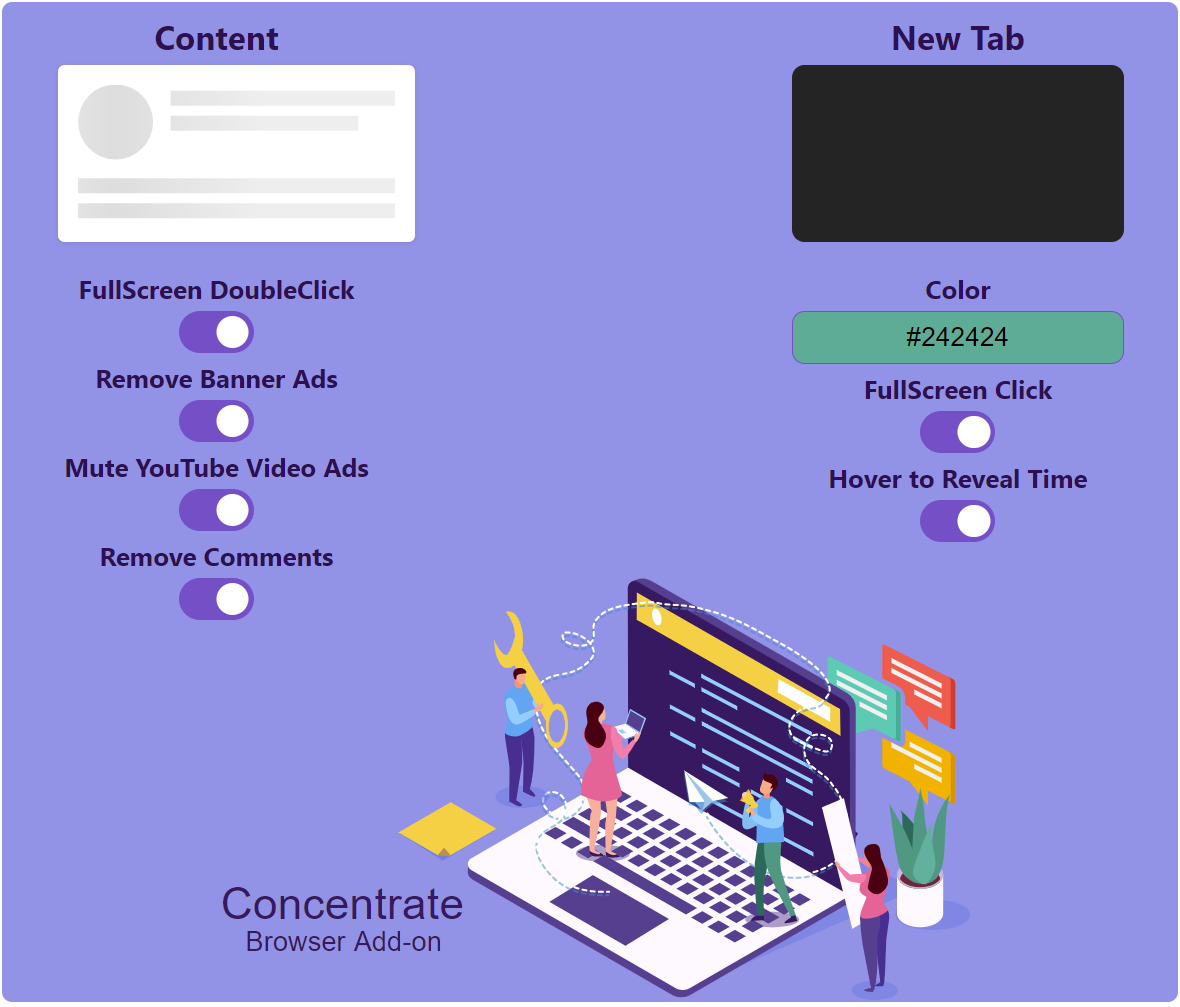 Content
New Tab
FullScreen DoubleClick
Remove Banner Ads
Mute YouTube Video Ads
Remove Comments
Color
#242424
FullScreen Click
Hover to Reveal Time
Concentrate
Browser Add-on